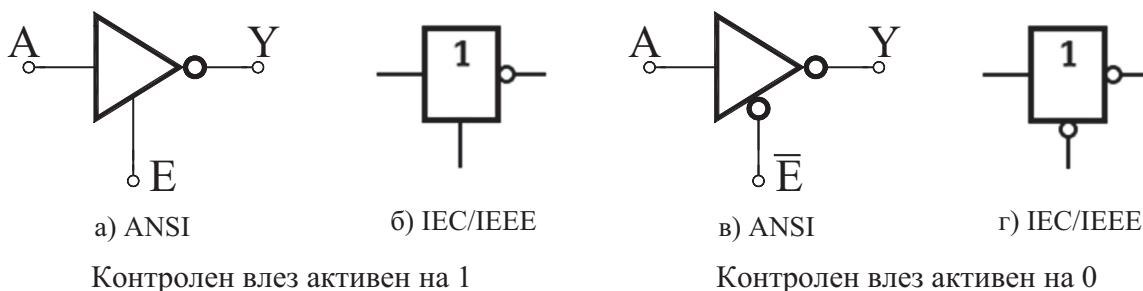 A Y 1 A Y 1
E E̅
а) ANSI б) IEC/IEEE в) ANSI г) IEC/IEEE
Контролен влез активен на 1 Контролен влез активен на 0